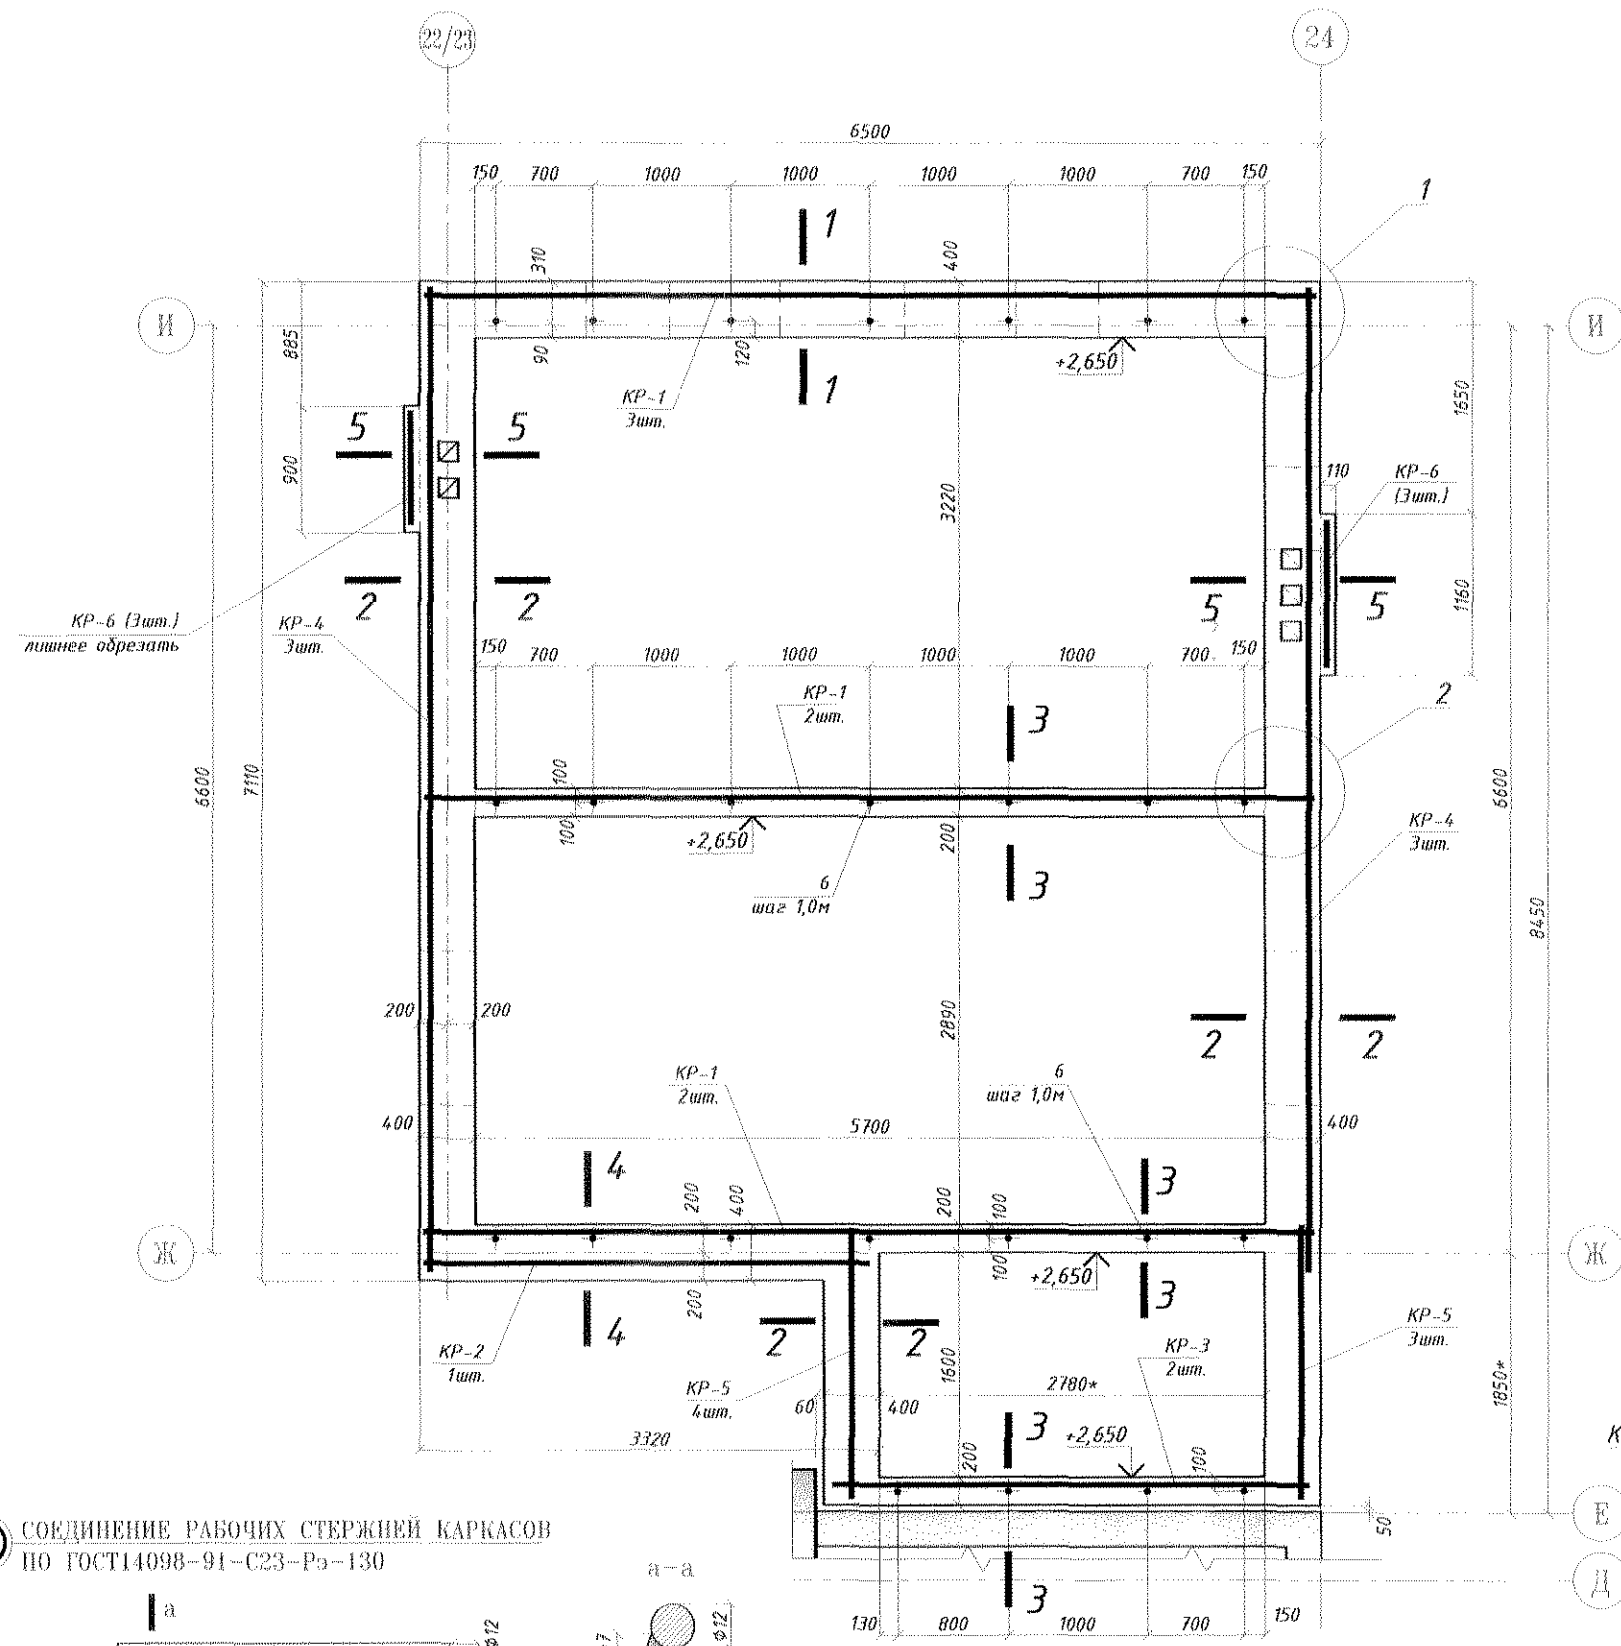 22/23
24
6500
150 700 1000 1000 1000 1000 700 150
1
1
310
400
И
И
885
90
120
+2,650
1
КР-1
3шт.
1650
5
5
900
110
КР-6
(3шт.)
3220
2
2
5
5
1160
КР-6 (3шт.)
лишнее обрезать
КР-4
3шт.
150 700 1000 1000 1000 1000 700 150
КР-1
2шт.
3
2
6600
7110
100
6600
100
+2,650
200
КР-4
3шт.
6
шаг 1,0м
3
8450
200
200
2890
2
2
КР-1
2шт.
6
шаг 1,0м
400
5700
400
4
200
400
200
100
3
Ж
Ж
100
+2,650
200
4
2
2
3
КР-2
1шт.
1600
КР-3
2шт.
КР-5
3шт.
КР-5
4шт.
2780*
1850*
60
400
3320
3
+2,650
200
100
К
50
Е
СОЕДИНЕНИЕ РАБОЧИХ СТЕРЖНЕЙ КАРКАСОВ
ПО ГОСТ14098-91-С23-Рэ-130
а-а
Д
а
3
ф12
ф12
130 800 1000 700 150